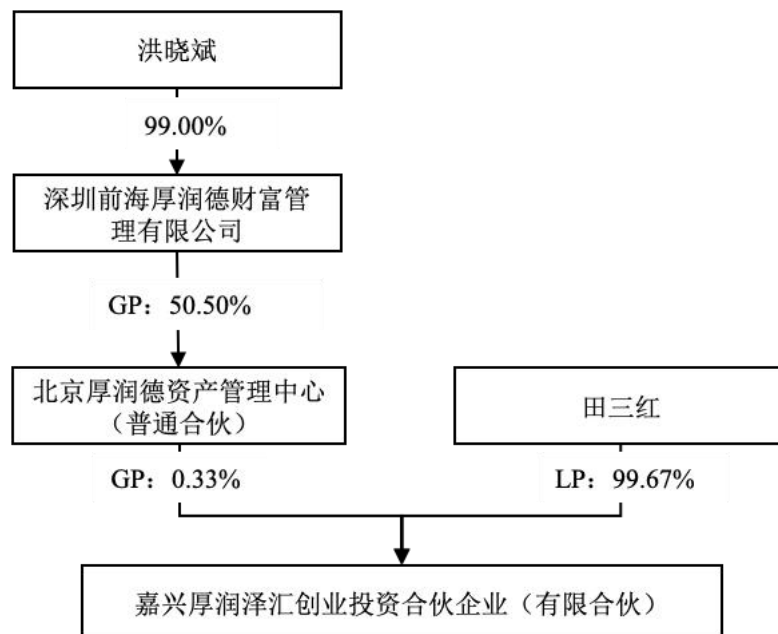 洪晓斌
99.00%
深圳前海厚润德财富管
理有限公司
GP：50.50%
北京厚润德资产管理中心
（普通合伙）
田三红
GP：0.33%
LP：99.67%
嘉兴厚润泽汇创业投资合伙企业（有限合伙）